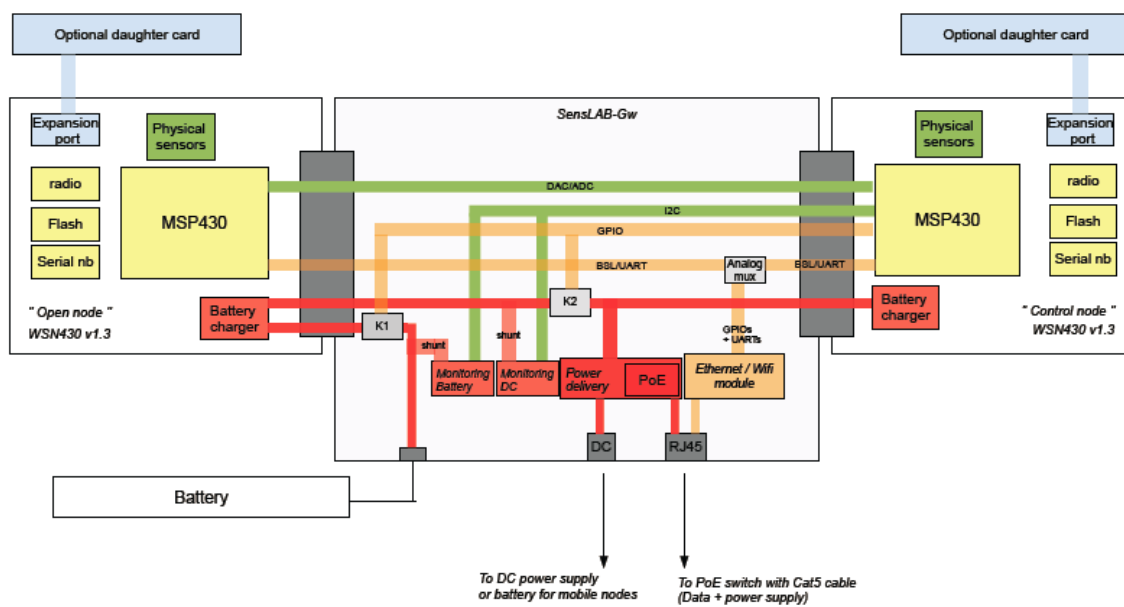 Optional daughter card
Optional daughter card
SensLAB-Gw
Expansion
port
Physical
sensors
Physical
sensors
Expansion
port
radio
Flash
Serial nb
MSP430
DAC/ADC
I2C
GPIO
BSL/UART
Analog
mux
BSL/UART
MSP430
radio
Flash
Serial nb
" Open node "
WSN430 v1.3
Battery
charger
K1
K2
Battery
charger
" Control node "
WSN430 v1.3
shunt
shunt
GPIOs
+ UARTs
Monitoring
Battery
Monitoring
DC
Power
delivery
PoE
Ethernet / Wifi
module
DC
RJ45
Battery
To DC power supply
or battery for mobile nodes
To PoE switch with Cat5 cable
(Data + power supply)